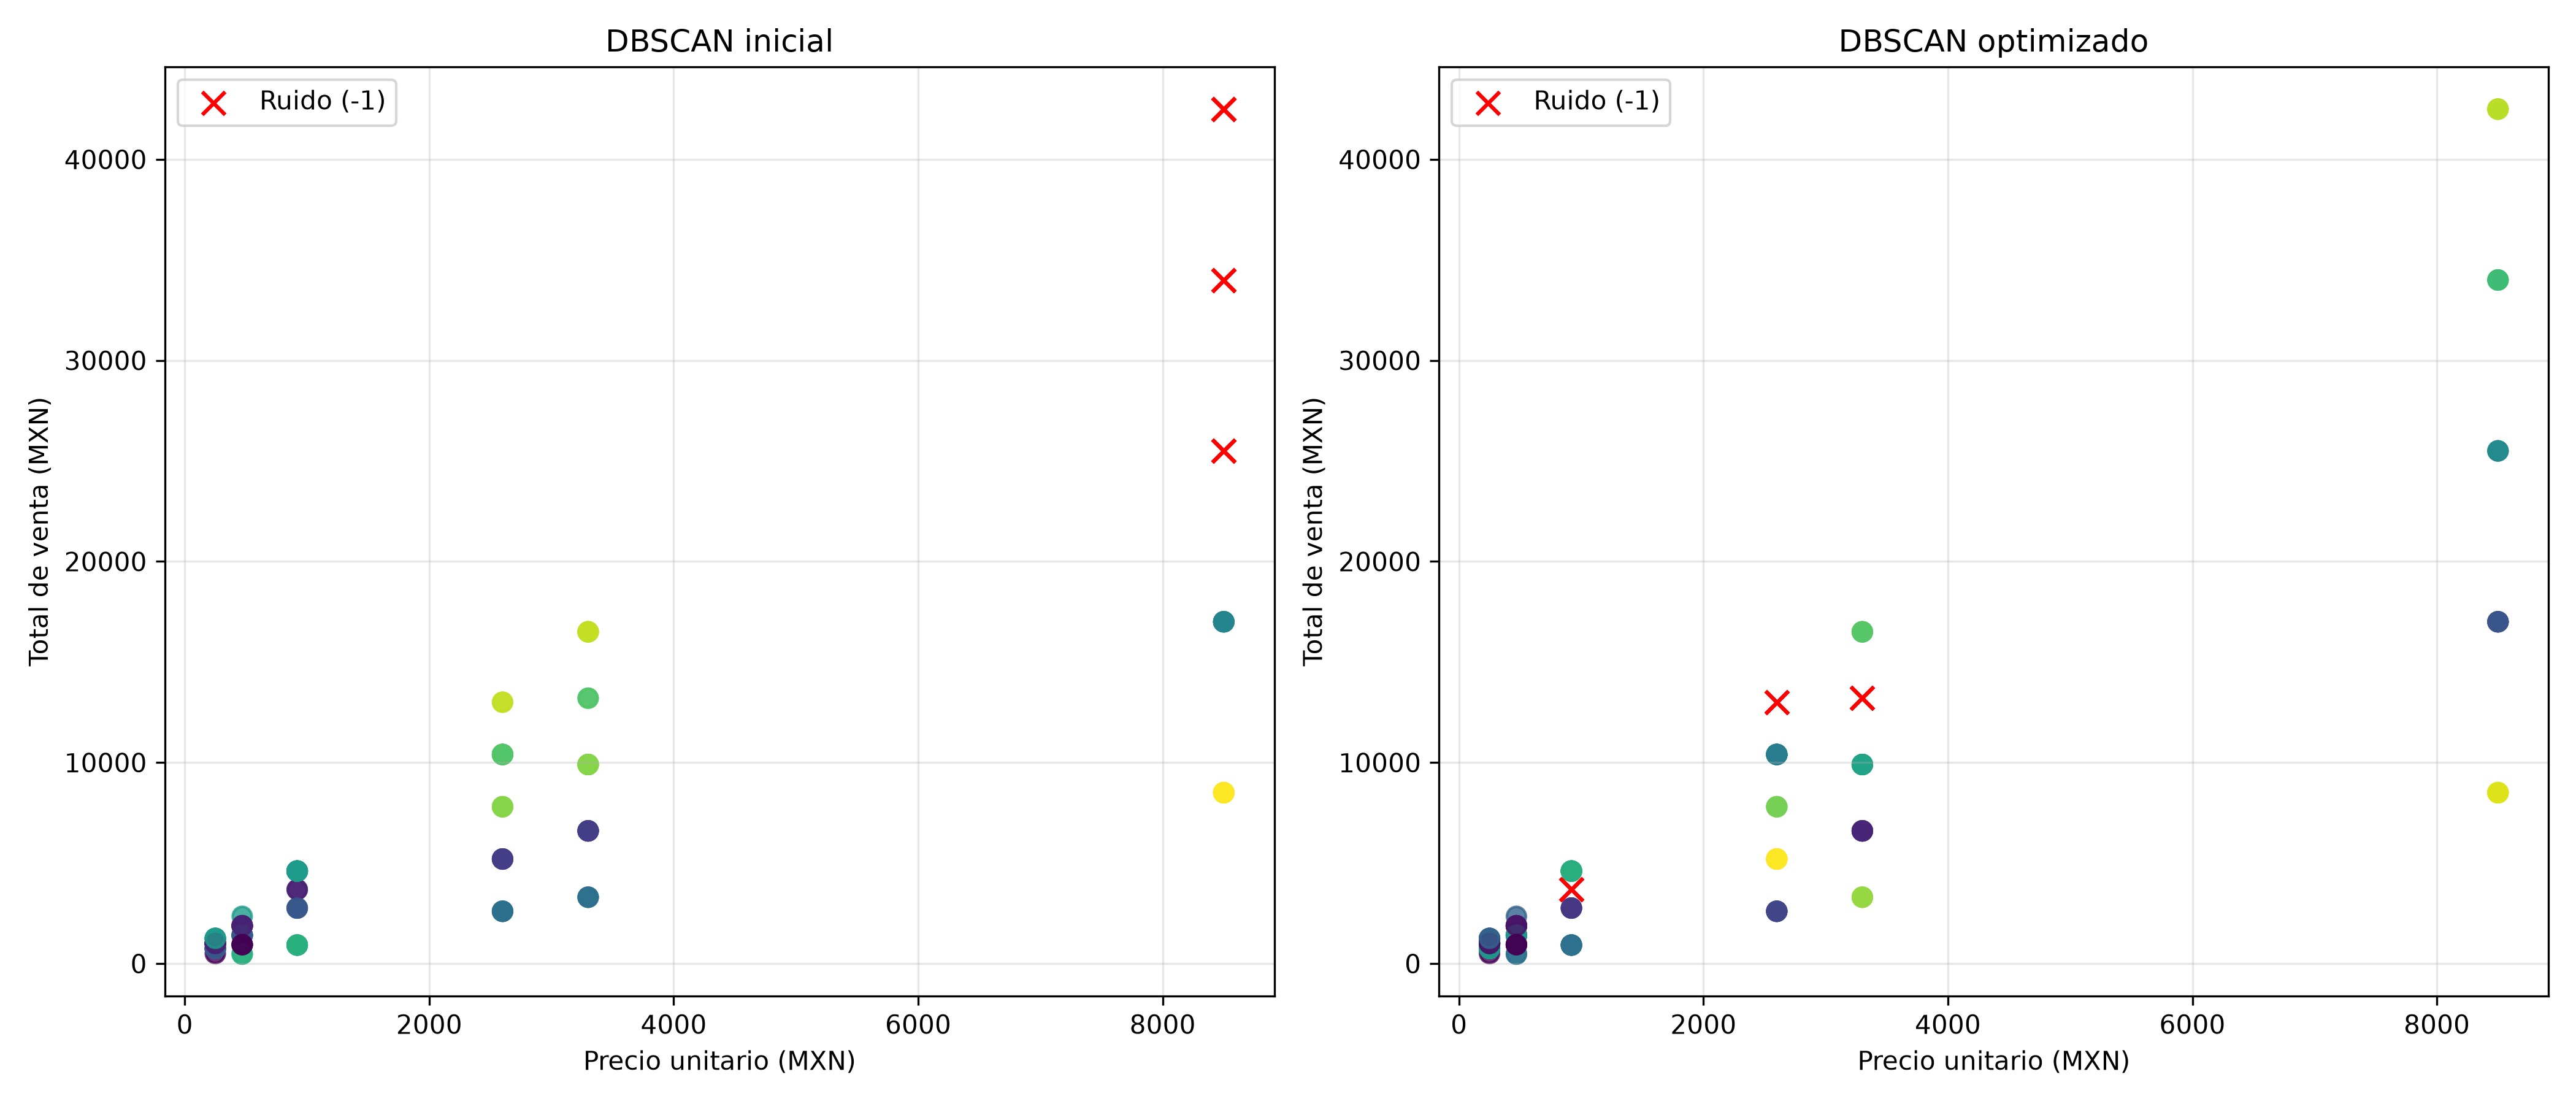 DBSCAN inicial
Ruido (-1)
40000
30000
20000
10000
0
Total de venta (MXN)
0 2000 4000 6000 8000
Precio unitario (MXN)
DBSCAN optimizado
Ruido (-1)
40000
30000
20000
10000
0
Total de venta (MXN)
0 2000 4000 6000 8000
Precio unitario (MXN)